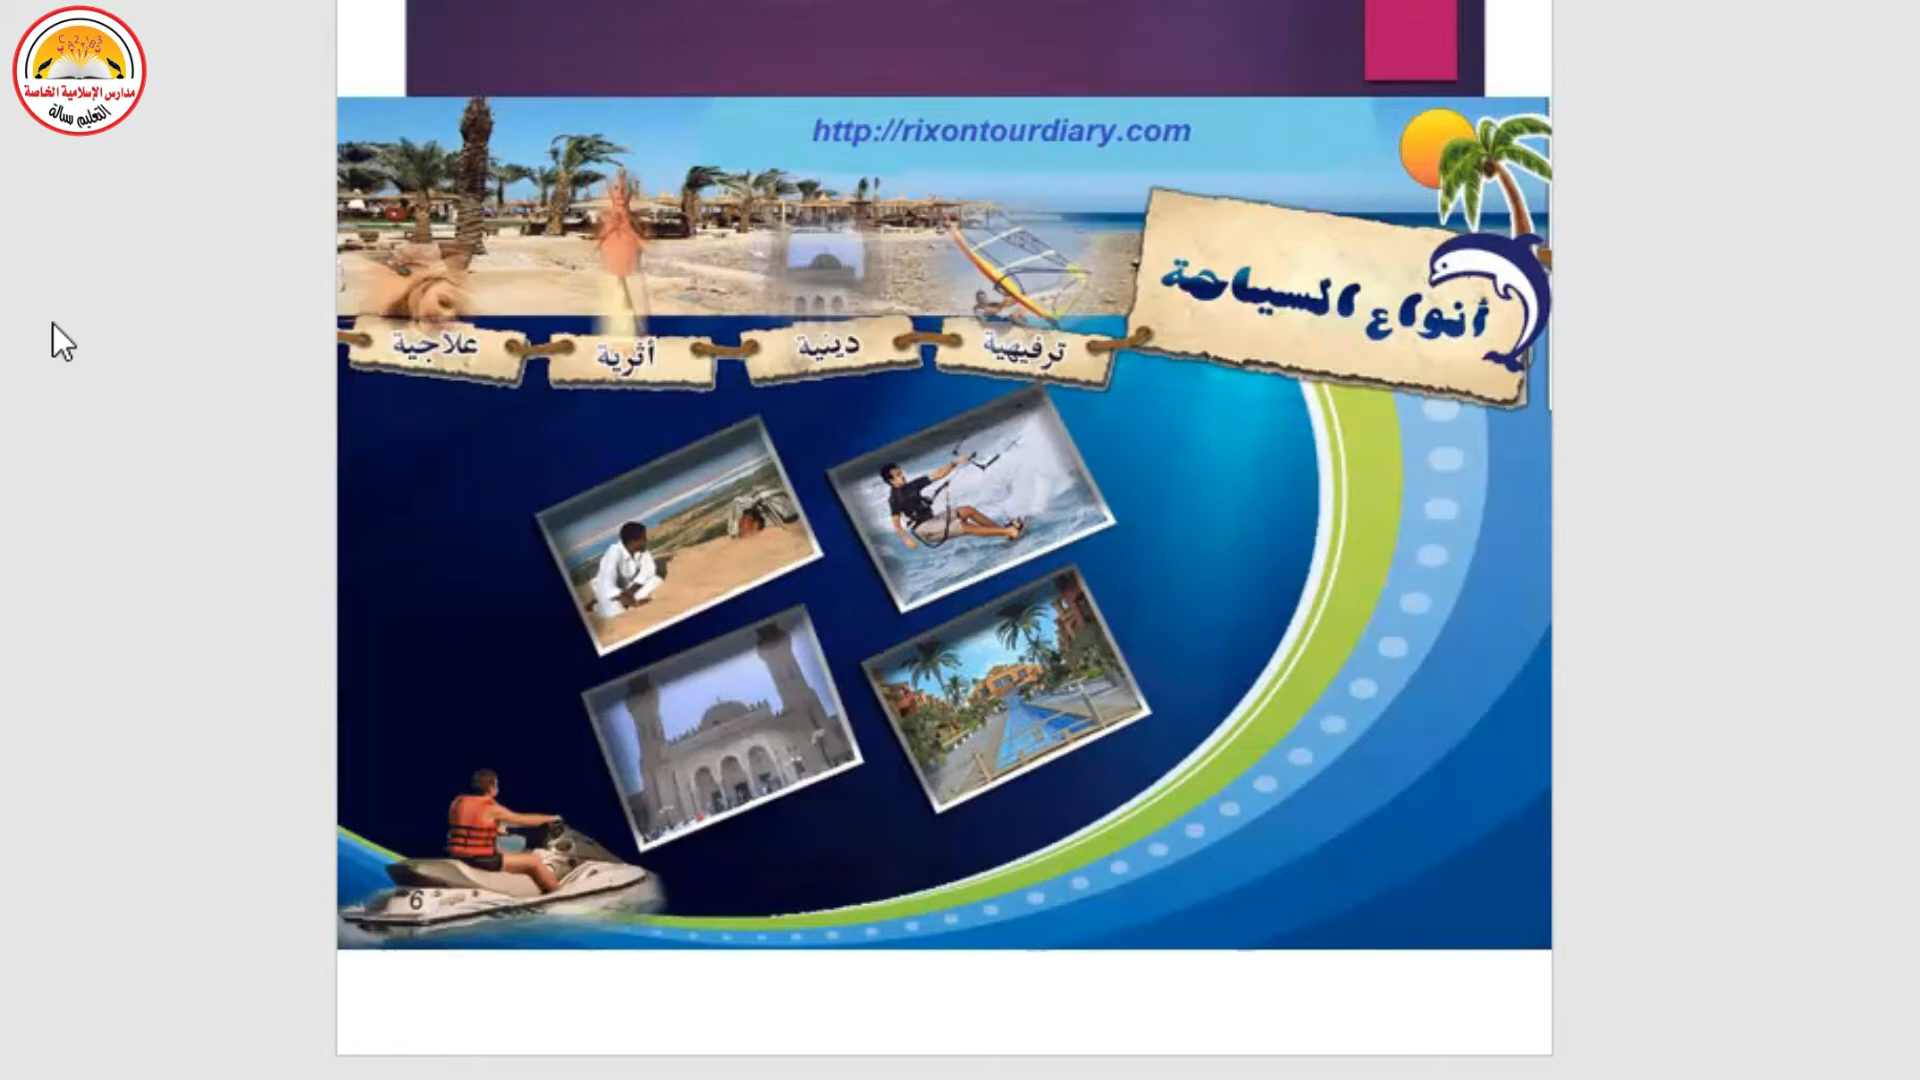 مدارس الإسلامية الخاصة
التعليم رسالة
http://rixontourdiary.com
أنواع السياحة
ترفيهية
دينية
أثرية
علاجية
6